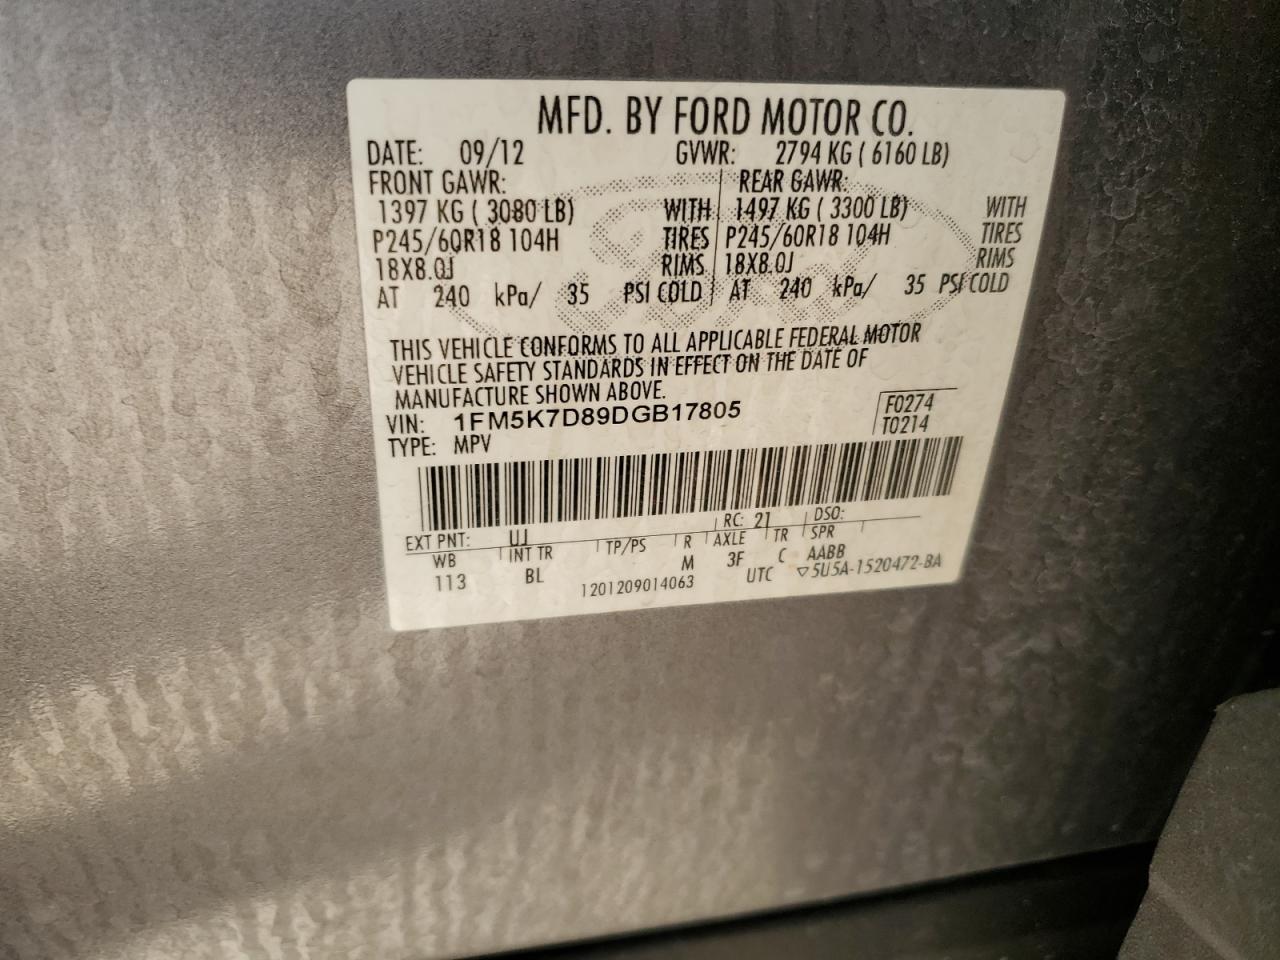 MFD. BY FORD MOTOR CO.
DATE: 09/12 GVWR: 2794 KG ( 6160 LB)
FRONT GAWR: REAR GAWR:
1397 KG ( 3080 LB) WITH 1497 KG ( 3300 LB) WITH
P245/60R18 104H TIRES P245/60R18 104H TIRES
18X8.0J RIMS 18X8.0J RIMS
AT 240 kPa/ 35 PSI COLD AT 240 kPa/ 35 PSI COLD
THIS VEHICLE CONFORMS TO ALL APPLICABLE FEDERAL MOTOR
VEHICLE SAFETY STANDARDS IN EFFECT ON THE DATE OF
MANUFACTURE SHOWN ABOVE.
VIN: 1FM5K7D89DGB17805 F0274
TYPE: MPV T0214
EXT PNT: UJ RC: 21 DSO:
WB INT TR TP/PS R AXLE TR SPR
113 BL M 3F C AABB
1201209014063 UTC ▽5U5A-1520472-BA